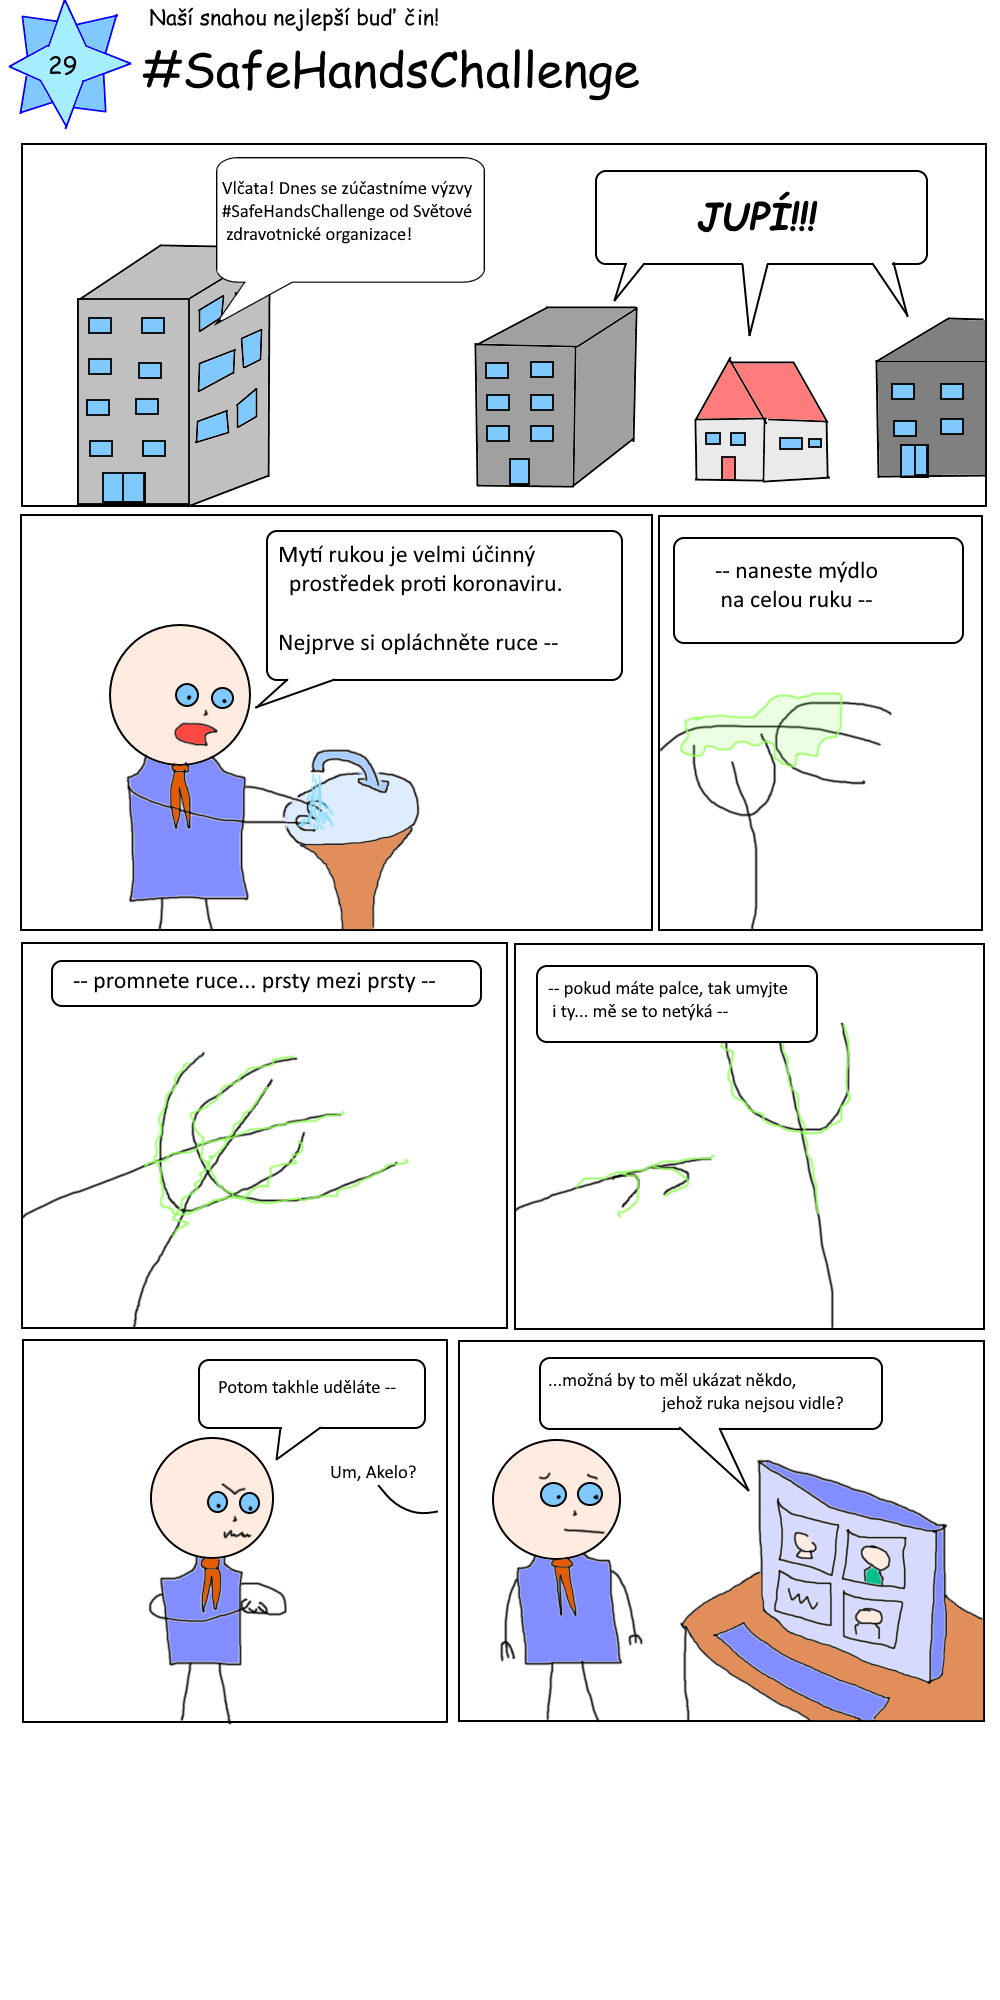 Naší snahou nejlepší buď čin!
29
#SafeHandsChallenge
Vlčata! Dnes se zúčastníme výzvy
#SafeHandsChallenge od Světové
zdravotnické organizace!
JUPÍ!!!
Mytí rukou je velmi účinný
prostředek proti koronaviru.
Nejprve si opláchněte ruce --
-- naneste mýdlo
na celou ruku --
-- promnete ruce... prsty mezi prsty --
-- pokud máte palce, tak umyjte
i ty... mě se to netýká --
Potom takhle uděláte --
Um, Akelo?
...možná by to měl ukázat někdo,
jehož ruka nejsou vidle?